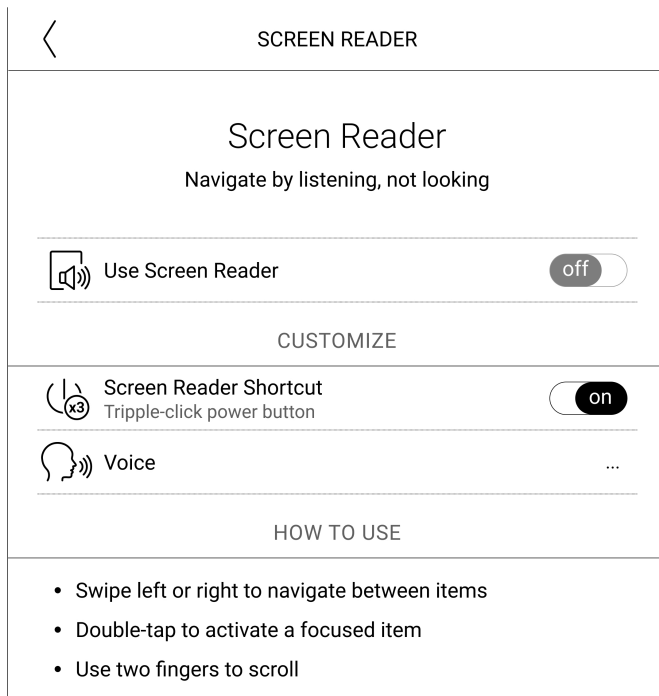 SCREEN READER
Screen Reader
Navigate by listening, not looking
Use Screen Reader
off
CUSTOMIZE
x3
Screen Reader Shortcut
on
Tripple-click power button
Voice
...
HOW TO USE
• Swipe left or right to navigate between items
• Double-tap to activate a focused item
• Use two fingers to scroll